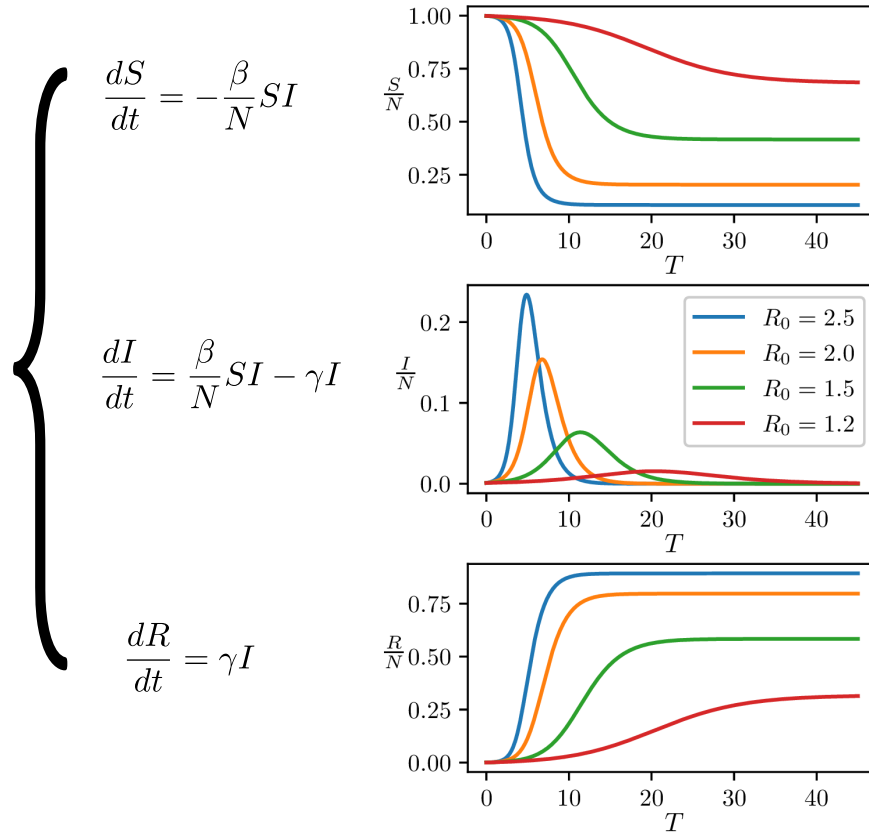 dS/dt = −β/N SI
1.00
0.75
S/N
0.50
0.25
0 10 20 30 40
T
dI/dt = β/N SI − γI
0.2
I/N
0.1
0.0
R₀ = 2.5
R₀ = 2.0
R₀ = 1.5
R₀ = 1.2
0 10 20 30 40
T
dR/dt = γI
0.75
R/N
0.50
0.25
0.00
0 10 20 30 40
T